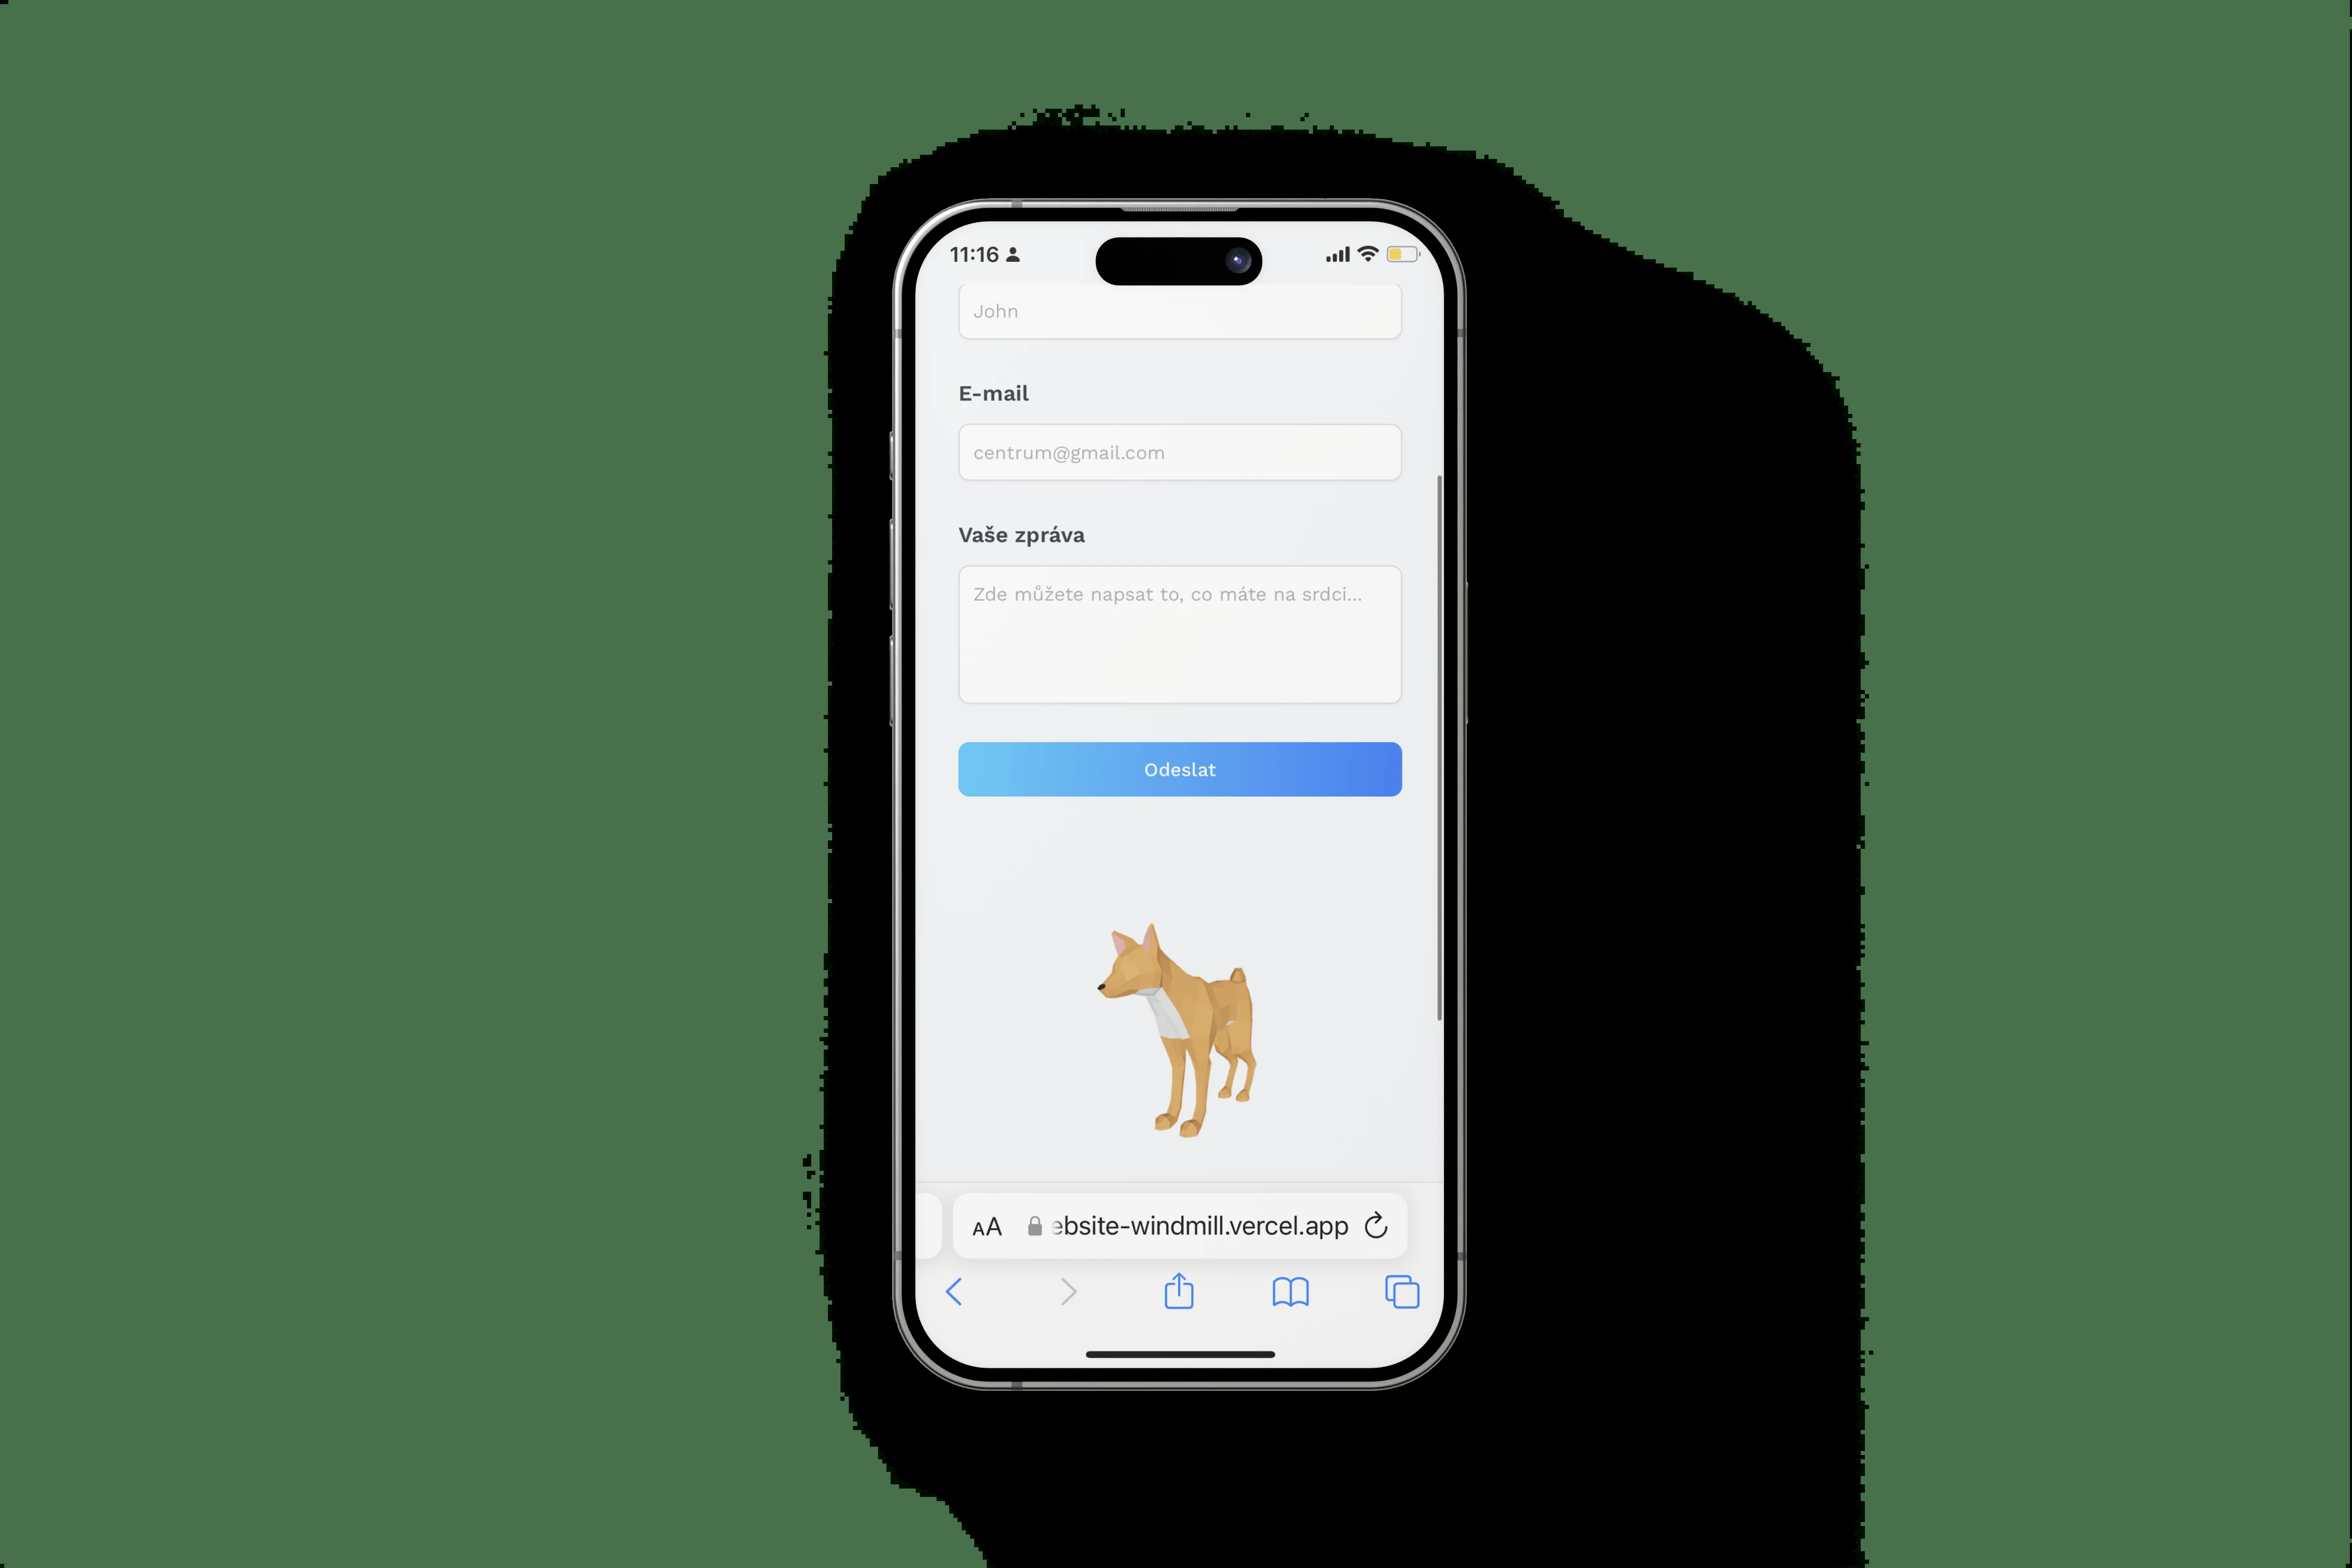 11:16
John
E-mail
centrum@gmail.com
Vaše zpráva
Zde můžete napsat to, co máte na srdci...
Odeslat
AA ebsite-windmill.vercel.app